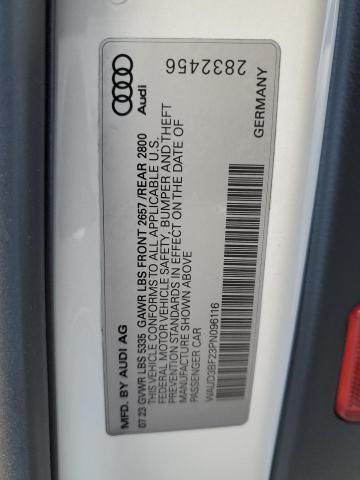 Audi
2832456
GERMANY
MFD. BY AUDI AG
07 23 GVWR LBS 5335 GAWR LBS FRONT 2657/REAR 2800
THIS VEHICLE CONFORMS TO ALL APPLICABLE U.S.
FEDERAL MOTOR VEHICLE SAFETY, BUMPER AND THEFT
PREVENTION STANDARDS IN EFFECT ON THE DATE OF
MANUFACTURE SHOWN ABOVE
PASSENGER CAR
WAUD3BF23PN096116